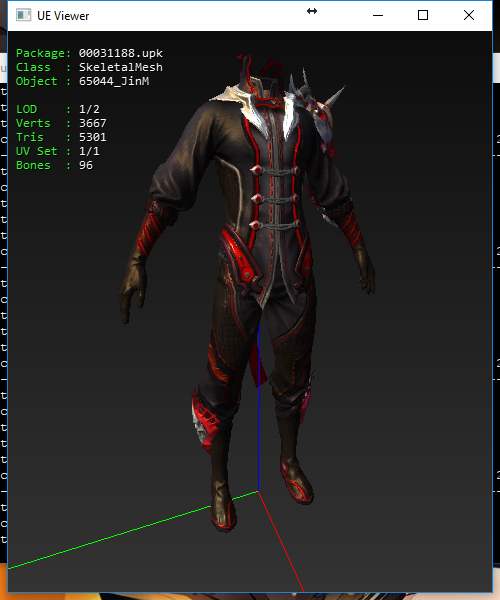 UE Viewer
Package: 00031188.upk
Class : SkeletalMesh
Object : 65044_JinM
LOD : 1/2
Verts : 3667
Tris : 5301
UV Set : 1/1
Bones : 96